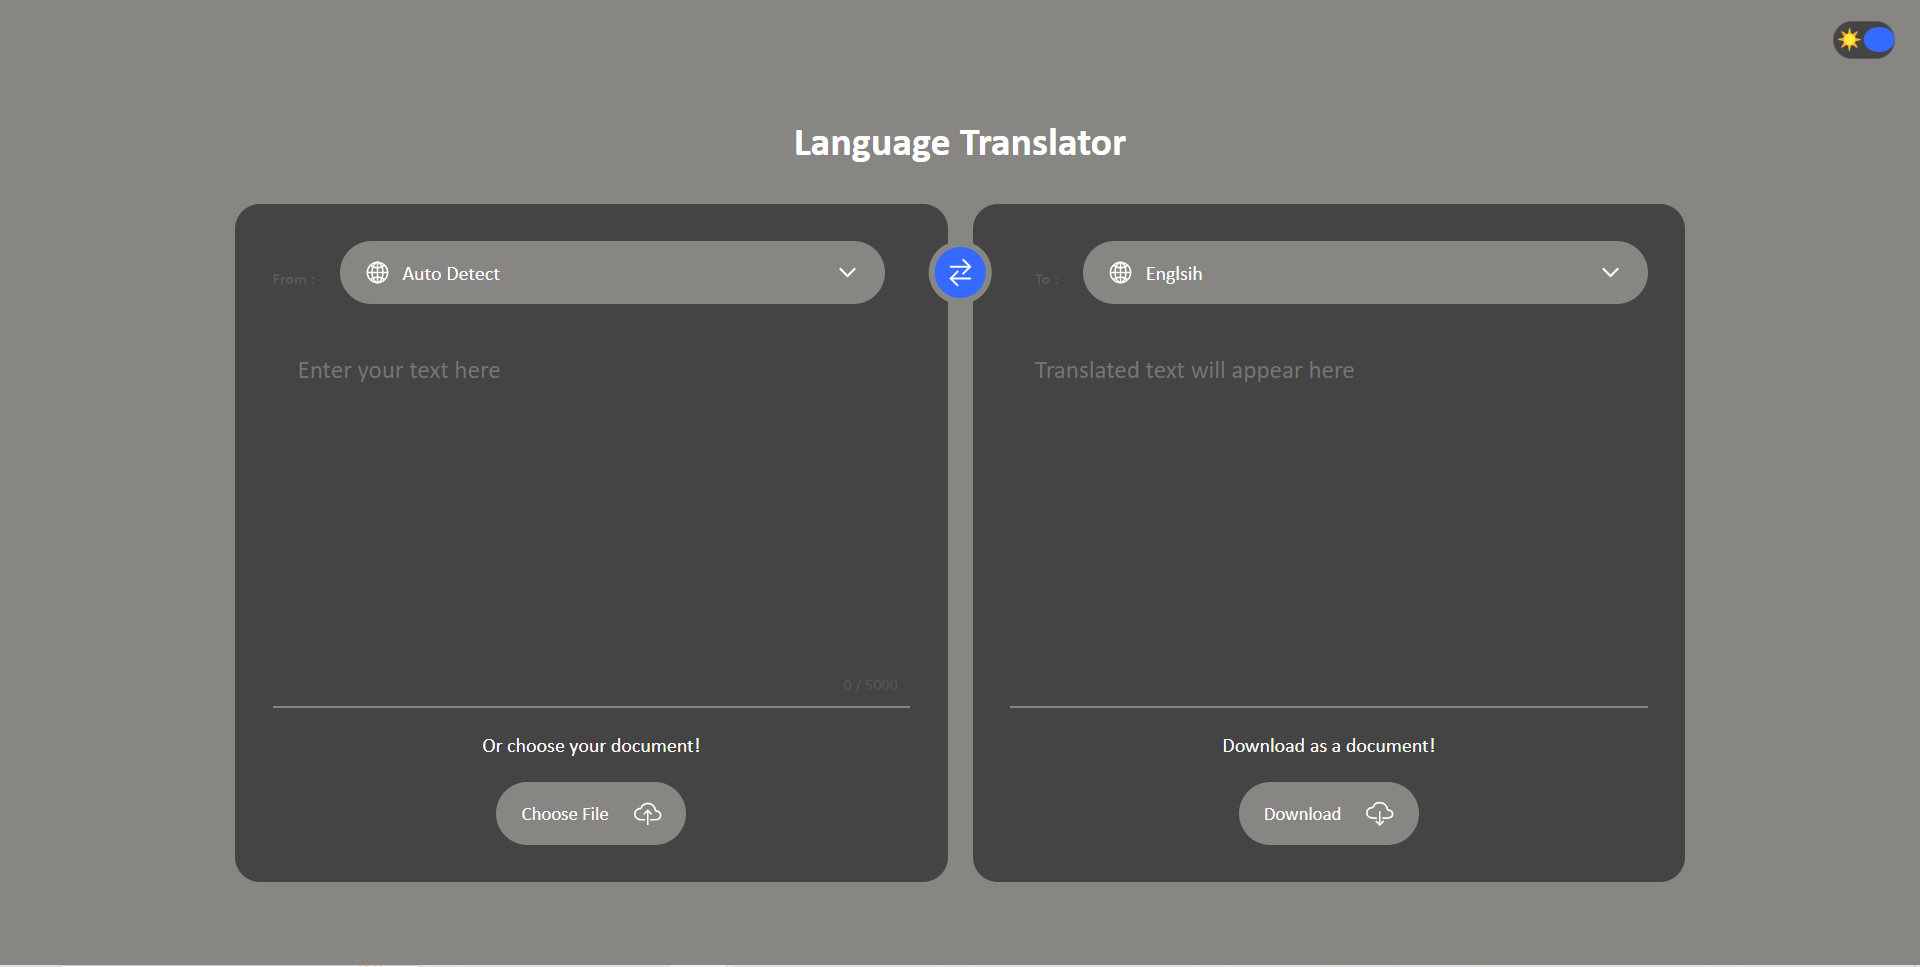 Language Translator
From :
Auto Detect
To :
Englsih
Enter your text here
Translated text will appear here
0 / 5000
Or choose your document!
Download as a document!
Choose File
Download